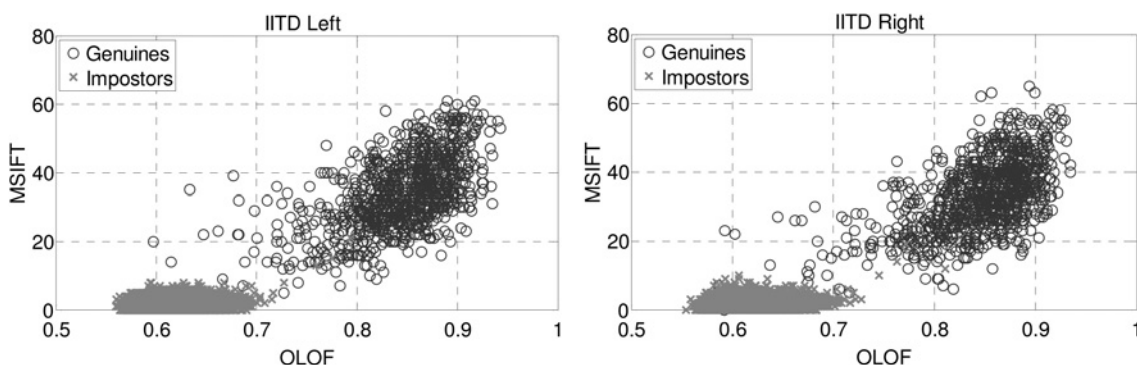 IITD Left
80
60
40
20
0
MSIFT
Genuines
Impostors
0.5 0.6 0.7 0.8 0.9 1
OLOF
IITD Right
80
60
40
20
0
MSIFT
Genuines
Impostors
0.5 0.6 0.7 0.8 0.9 1
OLOF